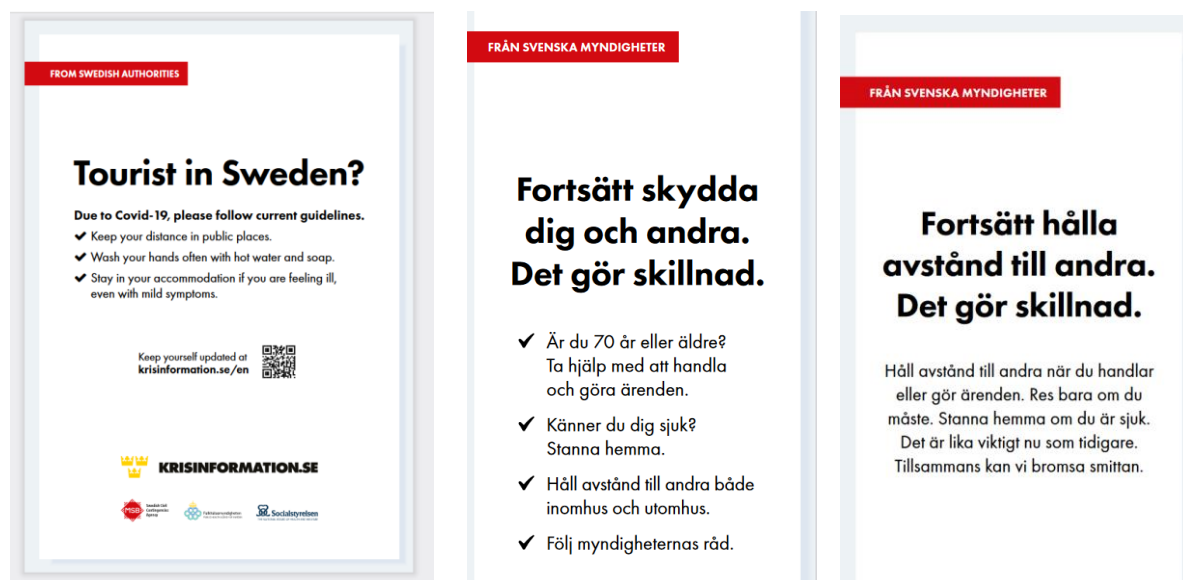 FROM SWEDISH AUTHORITIES
Tourist in Sweden?
Due to Covid-19, please follow current guidelines.
✔ Keep your distance in public places.
✔ Wash your hands often with hot water and soap.
✔ Stay in your accommodation if you are feeling ill,
even with mild symptoms.
Keep yourself updated at
krisinformation.se/en
KRISINFORMATION.SE
MSB
Swedish Civil
Contingencies
Agency
Folkhälsomyndigheten
Socialstyrelsen
FRÅN SVENSKA MYNDIGHETER
Fortsätt skydda
dig och andra.
Det gör skillnad.
✔ Är du 70 år eller äldre?
Ta hjälp med att handla
och göra ärenden.
✔ Känner du dig sjuk?
Stanna hemma.
✔ Håll avstånd till andra både
inomhus och utomhus.
✔ Följ myndigheternas råd.
FRÅN SVENSKA MYNDIGHETER
Fortsätt hålla
avstånd till andra.
Det gör skillnad.
Håll avstånd till andra när du handlar
eller gör ärenden. Res bara om du
måste. Stanna hemma om du är sjuk.
Det är lika viktigt nu som tidigare.
Tillsammans kan vi bromsa smittan.